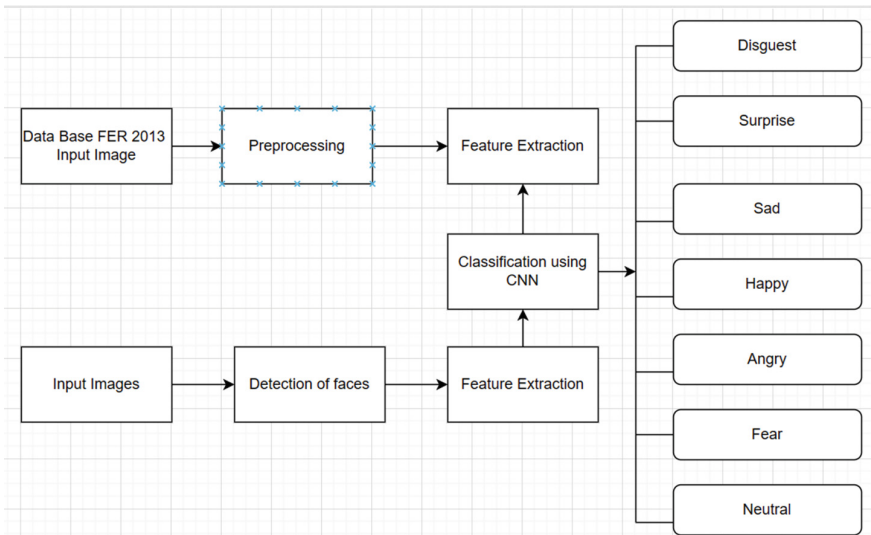 Data Base FER 2013
Input Image
Preprocessing
Feature Extraction
Classification using
CNN
Input Images
Detection of faces
Feature Extraction
Disguest
Surprise
Sad
Happy
Angry
Fear
Neutral